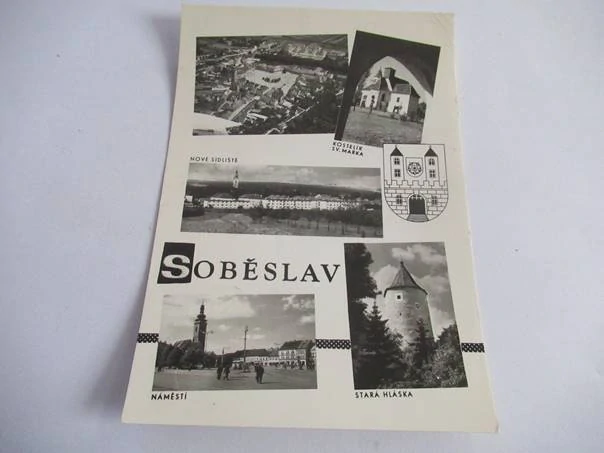 KOSTELÍK
SV. MARKA
NOVÉ SÍDLIŠTĚ
SOBĚSLAV
NÁMĚSTÍ
STARÁ HLÁSKA